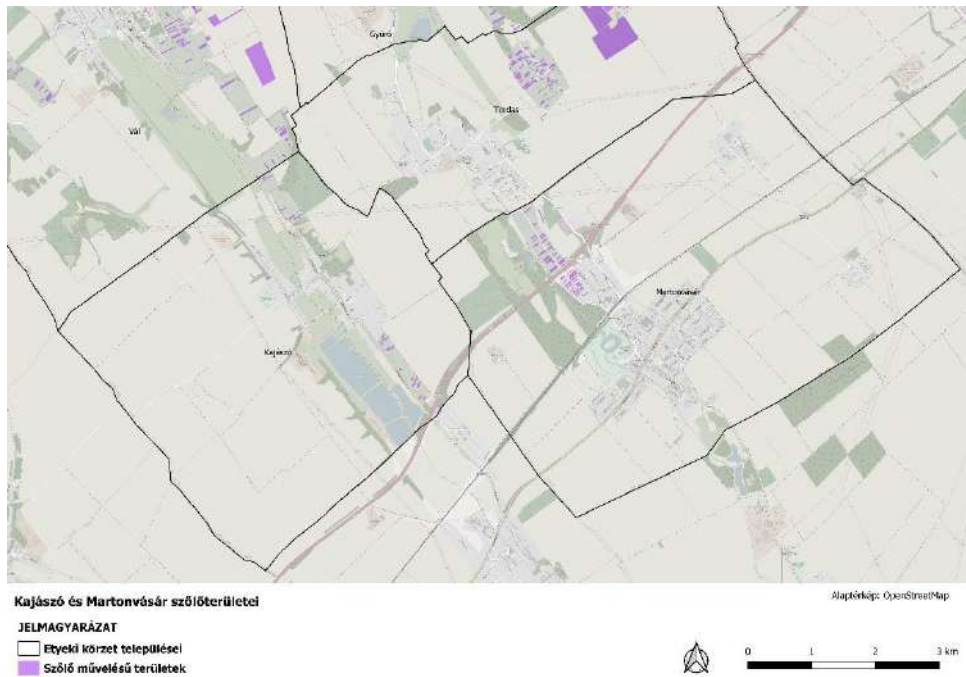 Gyúró
Tordas
Vál
Martonvásár
Kajászó
Kajászó és Martonvásár szőlőterületei
Alaptérkép: OpenStreetMap
JELMAGYARÁZAT
Etyeki körzet települései
Szőlő művelésű területek
0 1 2 3 km